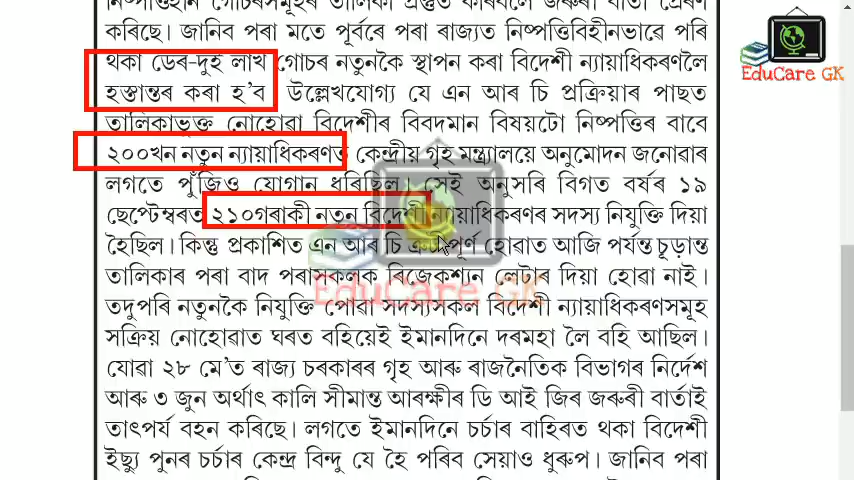 নিষ্পত্তিহীন গোচৰসমূহৰ তালিকা প্ৰস্তুত কৰিবলৈ জৰুৰী বাৰ্তা প্ৰেৰণ
কৰিছে। জানিব পৰা মতে পূৰ্বৰে পৰা ৰাজ্যত নিষ্পত্তিবিহীনভাৱে পৰি
থকা ডেৰ-দুই লাখ গোচৰ নতুনকৈ স্থাপন কৰা বিদেশী ন্যায়াধিকৰণলৈ
হস্তান্তৰ কৰা হ'ব উল্লেখযোগ্য যে এন আৰ চি প্ৰক্ৰিয়াৰ পাছত
তালিকাভুক্ত নোহোৱা বিদেশীৰ বিবদমান বিষয়টো নিষ্পত্তিৰ বাবে
২০০খন নতুন ন্যায়াধিকৰণত কেন্দ্ৰীয় গৃহ মন্ত্ৰ্যালয়ে অনুমোদন জনোৱাৰ
লগতে পুঁজিও যোগান ধৰিছিল। সেই অনুসৰি বিগত বৰ্ষৰ ১৯
ছেপ্টেম্বৰত ২১০গৰাকী নতুন বিদেশী ন্যায়াধিকৰণৰ সদস্য নিযুক্তি দিয়া
হৈছিল। কিন্তু প্ৰকাশিত এন আৰ চি ত্ৰুটিপূৰ্ণ হোৱাত আজি পৰ্যন্ত চূড়ান্ত
তালিকাৰ পৰা বাদ পৰাসকলক ৰিজেকশ্যন লেটাৰ দিয়া হোৱা নাই।
তদুপৰি নতুনকৈ নিযুক্তি পোৱা সদস্যসকল বিদেশী ন্যায়াধিকৰণসমূহ
সক্ৰিয় নোহোৱাত ঘৰত বহিয়েই ইমানদিনে দৰমহা লৈ বহি আছিল।
যোৱা ২৮ মে'ত ৰাজ্য চৰকাৰৰ গৃহ আৰু ৰাজনৈতিক বিভাগৰ নিৰ্দেশ
আৰু ৩ জুন অৰ্থাৎ কালি সীমান্ত আৰক্ষীৰ ডি আই জিৰ জৰুৰী বাৰ্তাই
তাৎপৰ্য বহন কৰিছে। লগতে ইমানদিনে চৰ্চাৰ বাহিৰত থকা বিদেশী
ইছ্যু পুনৰ চৰ্চাৰ কেন্দ্ৰ বিন্দু যে হৈ পৰিব সেয়াও ধুৰুপ। জানিব পৰা
EduCare GK
EduCare GK